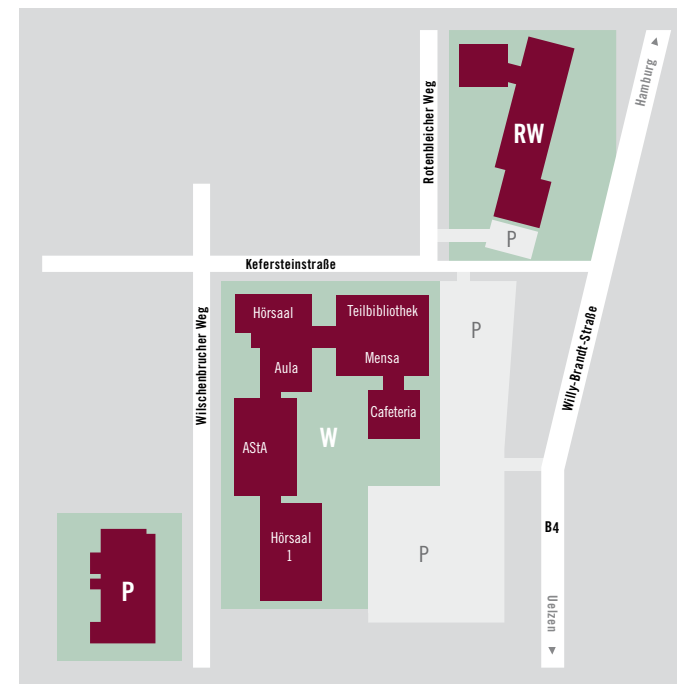 Hamburg
Rotenbleicher Weg
RW
P
Kefersteinstraße
Hörsaal
Teilbibliothek
P
Mensa
Aula
Wilschenbrucher Weg
Willy-Brandt-Straße
Cafeteria
W
AStA
B4
Hörsaal
1
P
P
Uelzen